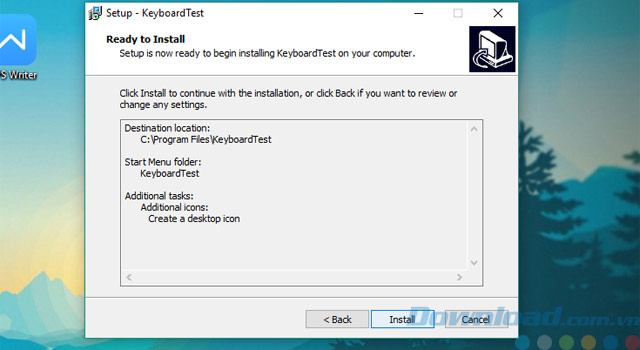 Setup - KeyboardTest
S Writer
Ready to Install
Setup is now ready to begin installing KeyboardTest on your computer.
Click Install to continue with the installation, or click Back if you want to review or
change any settings.
Destination location:
C:\Program Files\KeyboardTest
Start Menu folder:
KeyboardTest
Additional tasks:
Additional icons:
Create a desktop icon
< Back
Install
Cancel
Download.com.vn